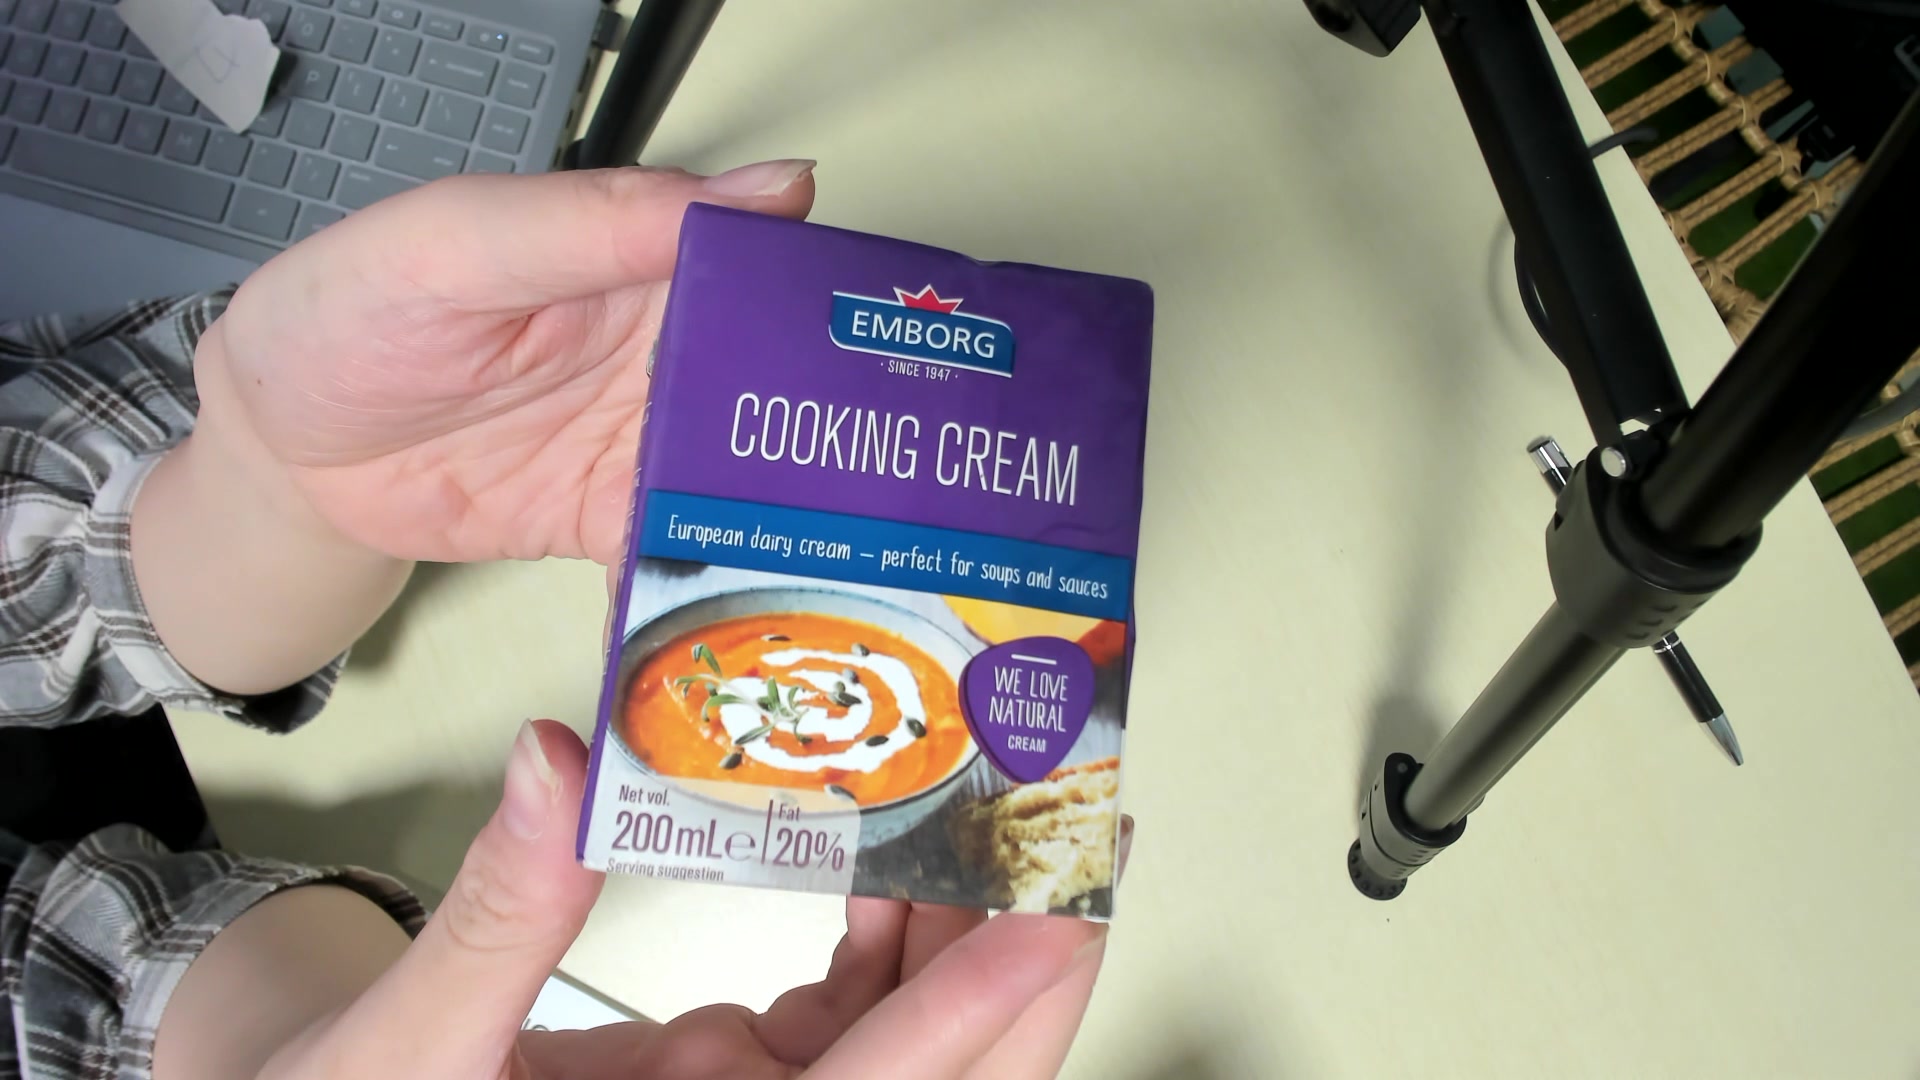 EMBORG
· SINCE 1947 ·
COOKING CREAM
European dairy cream – perfect for soups and sauces
WE LOVE
NATURAL
CREAM
Net vol.
200mL℮
Fat
20%
Serving suggestion
P